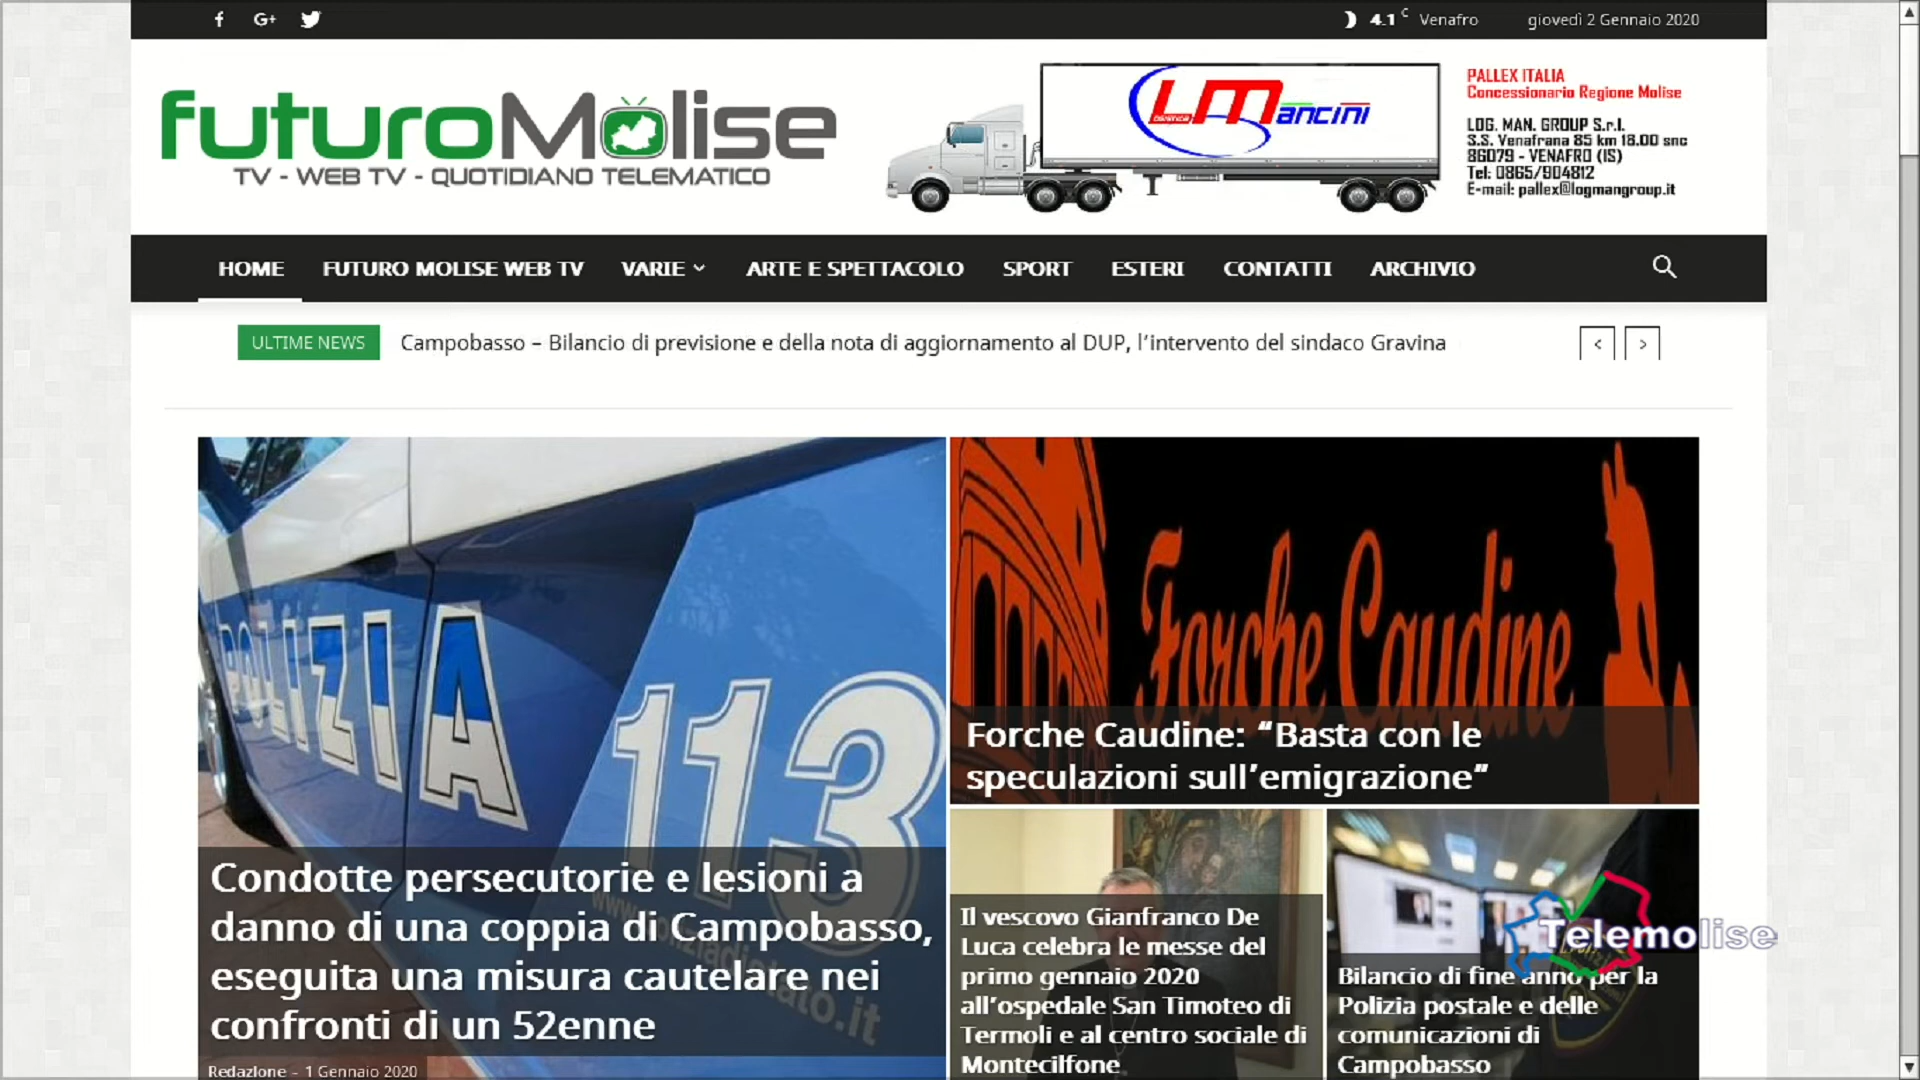 4.1 C Venafro giovedì 2 Gennaio 2020
futuroMolise
TV - WEB TV - QUOTIDIANO TELEMATICO
LM Mancini
PALLEX ITALIA
Concessionario Regione Molise
LOG. MAN. GROUP S.r.l.
S.S. Venafrana 85 km 18.00 snc
86079 - VENAFRO (IS)
Tel: 0865/904812
E-mail: pallex@logmangroup.it
HOME FUTURO MOLISE WEB TV VARIE ARTE E SPETTACOLO SPORT ESTERI CONTATTI ARCHIVIO
ULTIME NEWS Campobasso – Bilancio di previsione e della nota di aggiornamento al DUP, l’intervento del sindaco Gravina
POLIZIA 113
Condotte persecutorie e lesioni a
danno di una coppia di Campobasso,
eseguita una misura cautelare nei
confronti di un 52enne
Redazione - 1 Gennaio 2020
Forche Caudine
Forche Caudine: “Basta con le
speculazioni sull’emigrazione”
Il vescovo Gianfranco De
Luca celebra le messe del
primo gennaio 2020
all’ospedale San Timoteo di
Termoli e al centro sociale di
Montecilfone
Bilancio di fine anno per la
Polizia postale e delle
comunicazioni di
Campobasso
Telemolise